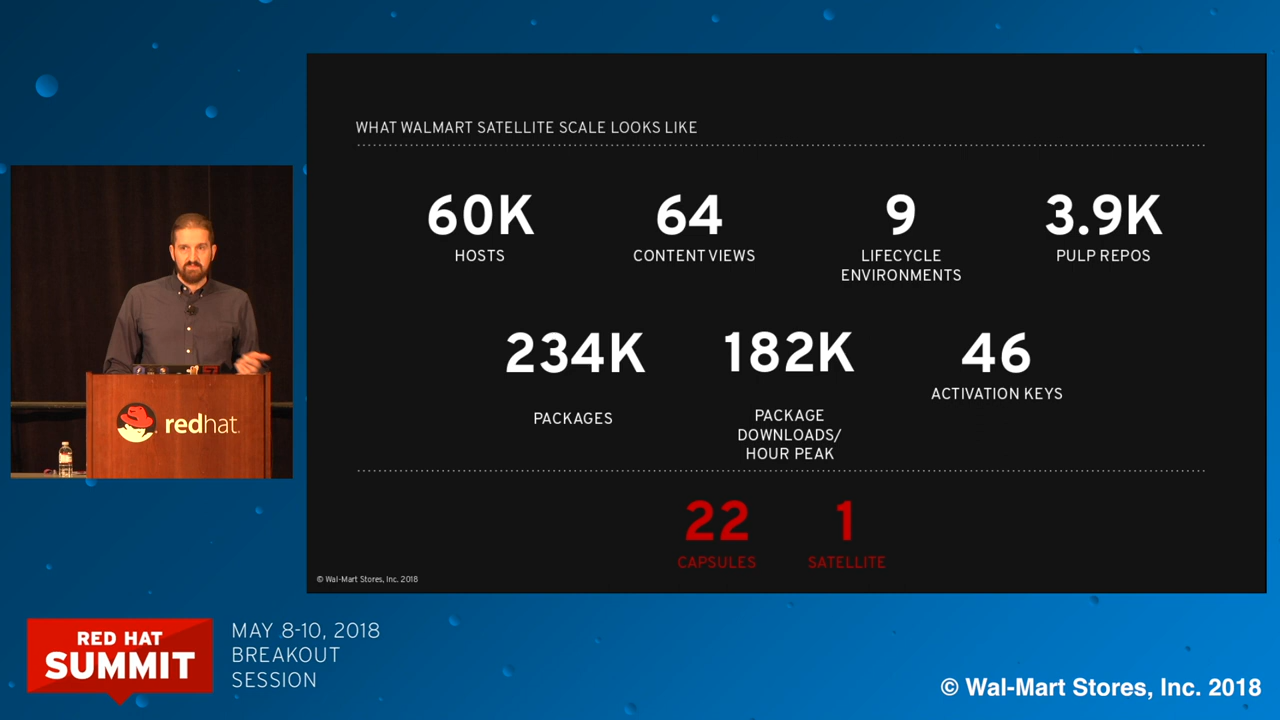 WHAT WALMART SATELLITE SCALE LOOKS LIKE
60K
HOSTS
64
CONTENT VIEWS
9
LIFECYCLE
ENVIRONMENTS
3.9K
PULP REPOS
234K
PACKAGES
182K
PACKAGE
DOWNLOADS/
HOUR PEAK
46
ACTIVATION KEYS
22
CAPSULES
1
SATELLITE
© Wal-Mart Stores, Inc. 2018
redhat.
RED HAT
SUMMIT
MAY 8-10, 2018
BREAKOUT
SESSION
© Wal-Mart Stores, Inc. 2018